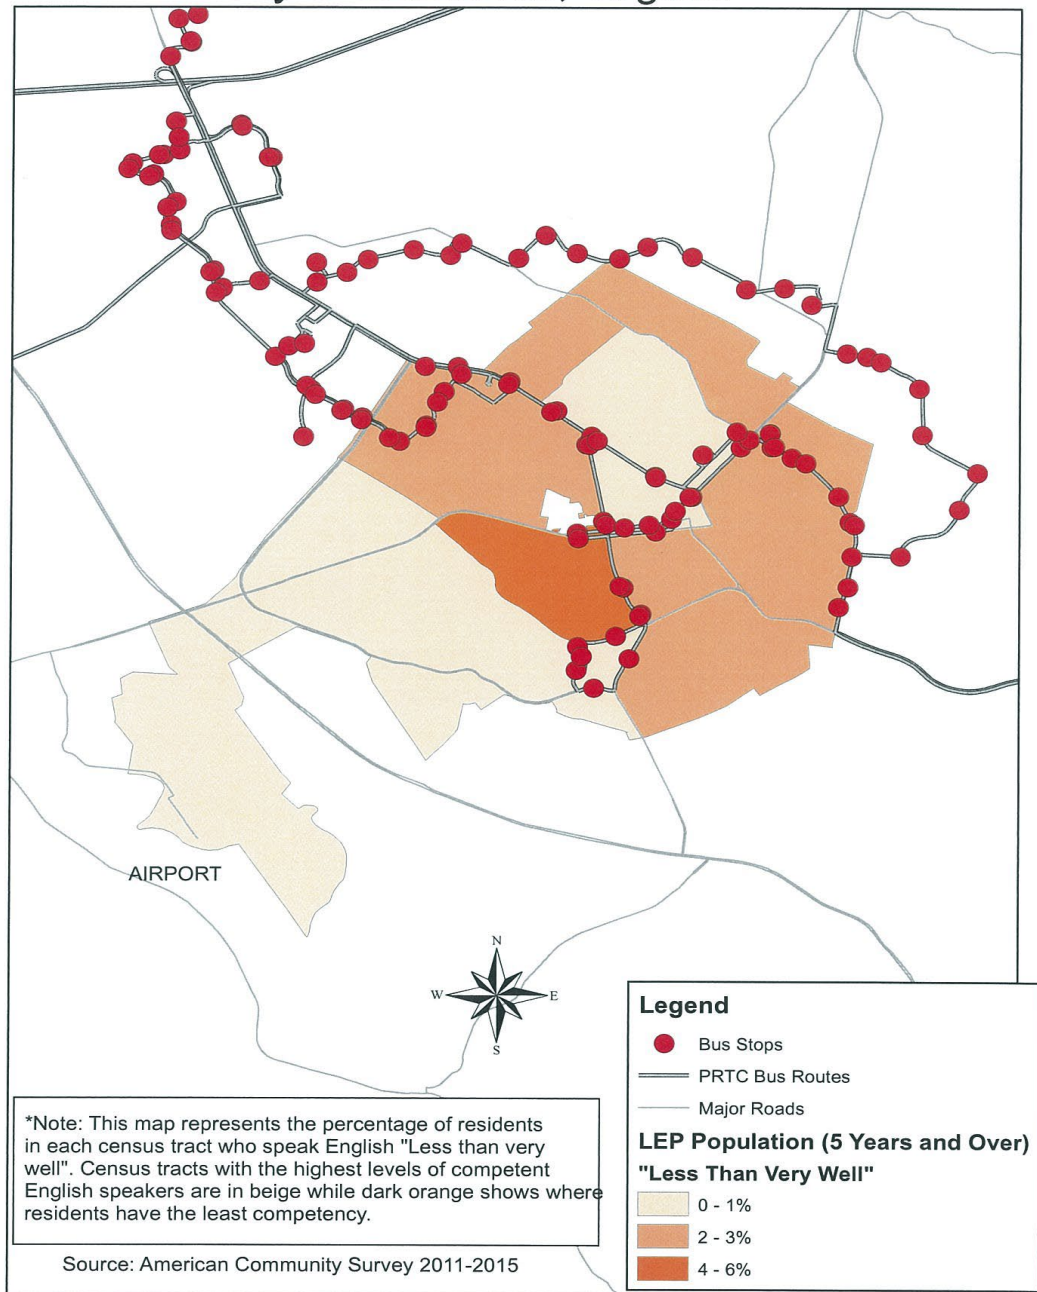 AIRPORT
N
W
E
S
Legend
Bus Stops
PRTC Bus Routes
Major Roads
LEP Population (5 Years and Over)
"Less Than Very Well"
0 - 1%
2 - 3%
4 - 6%
*Note: This map represents the percentage of residents
in each census tract who speak English "Less than very
well". Census tracts with the highest levels of competent
English speakers are in beige while dark orange shows where
residents have the least competency.
Source: American Community Survey 2011-2015